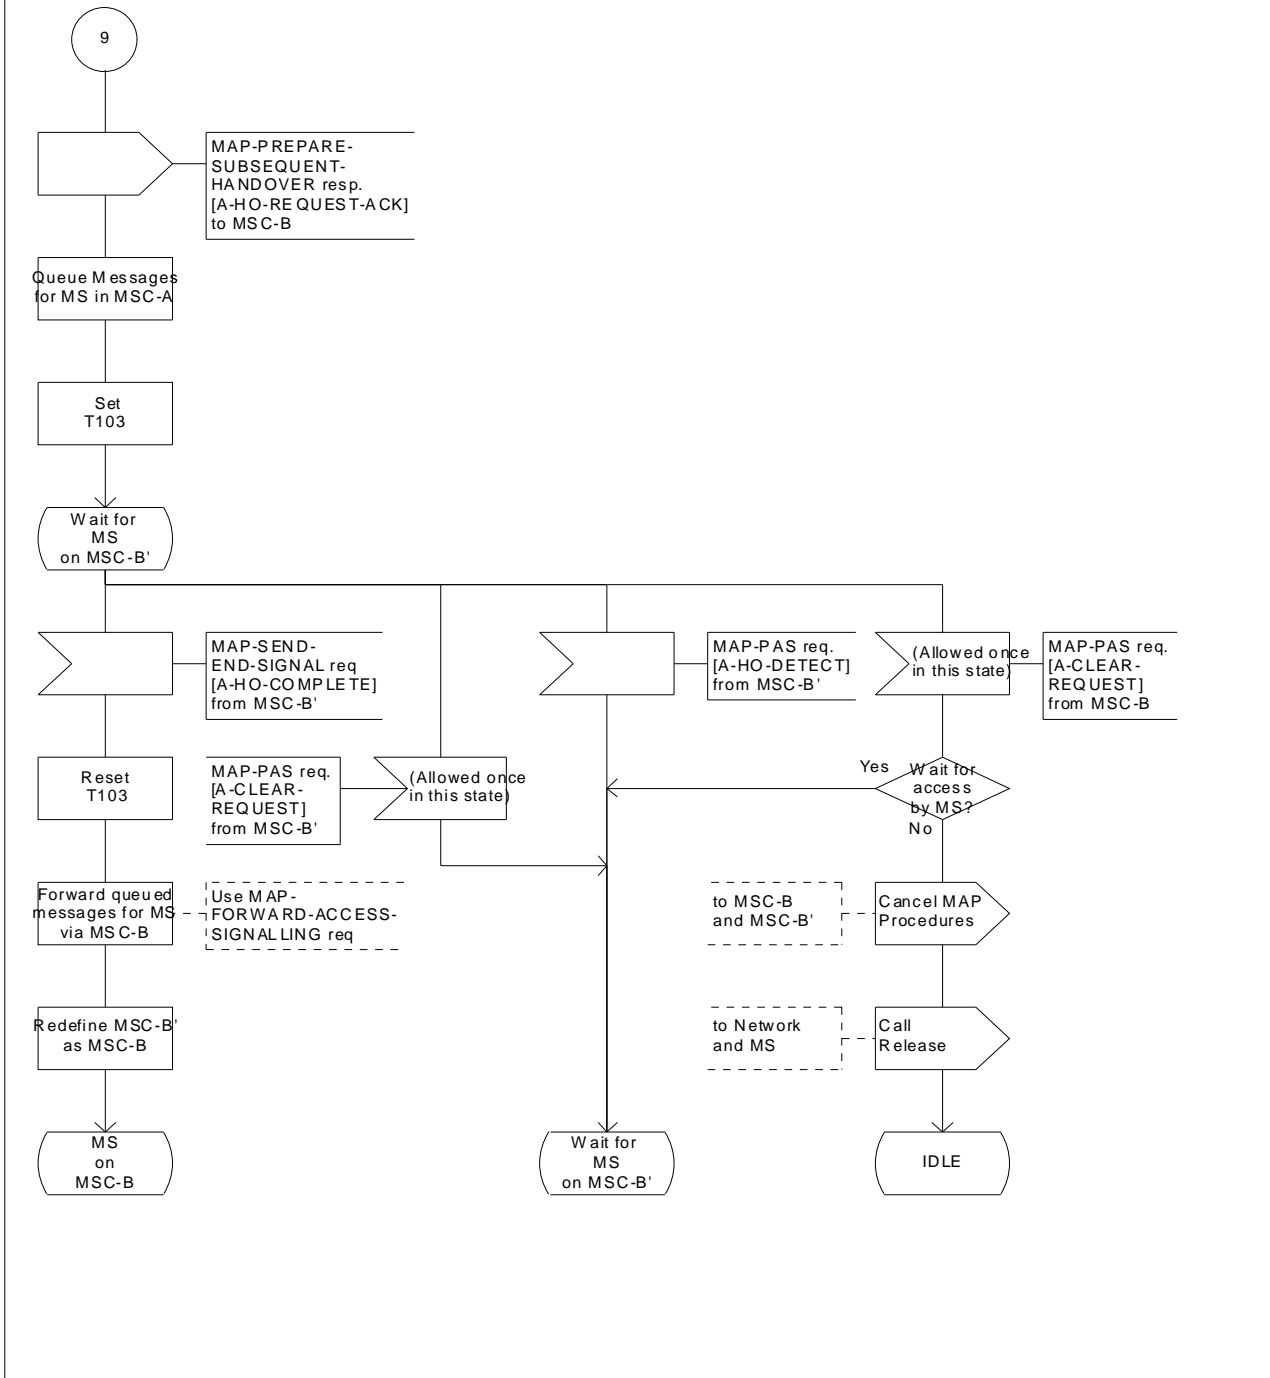 9
MAP-PREPARE-
SUBSEQUENT-
HANDOVER resp.
[A-HO-REQUEST-ACK]
to MSC-B
Queue Messages
for MS in MSC-A
Set
T103
Wait for
MS
on MSC-B'
MAP-SEND-
END-SIGNAL req
[A-HO-COMPLETE]
from MSC-B'
MAP-PAS req.
[A-HO-DETECT]
from MSC-B'
(Allowed once
in this state)
MAP-PAS req.
[A-CLEAR-
REQUEST]
from MSC-B
Reset
T103
MAP-PAS req.
[A-CLEAR-
REQUEST]
from MSC-B'
(Allowed once
in this state)
Yes
Wait for
access
by MS?
No
Forward queued
messages for MS
via MSC-B
Use MAP-
FORWARD-ACCESS-
SIGNALLING req
to MSC-B
and MSC-B'
Cancel MAP
Procedures
Redefine MSC-B'
as MSC-B
to Network
and MS
Call
Release
MS
on
MSC-B
Wait for
MS
on MSC-B'
IDLE